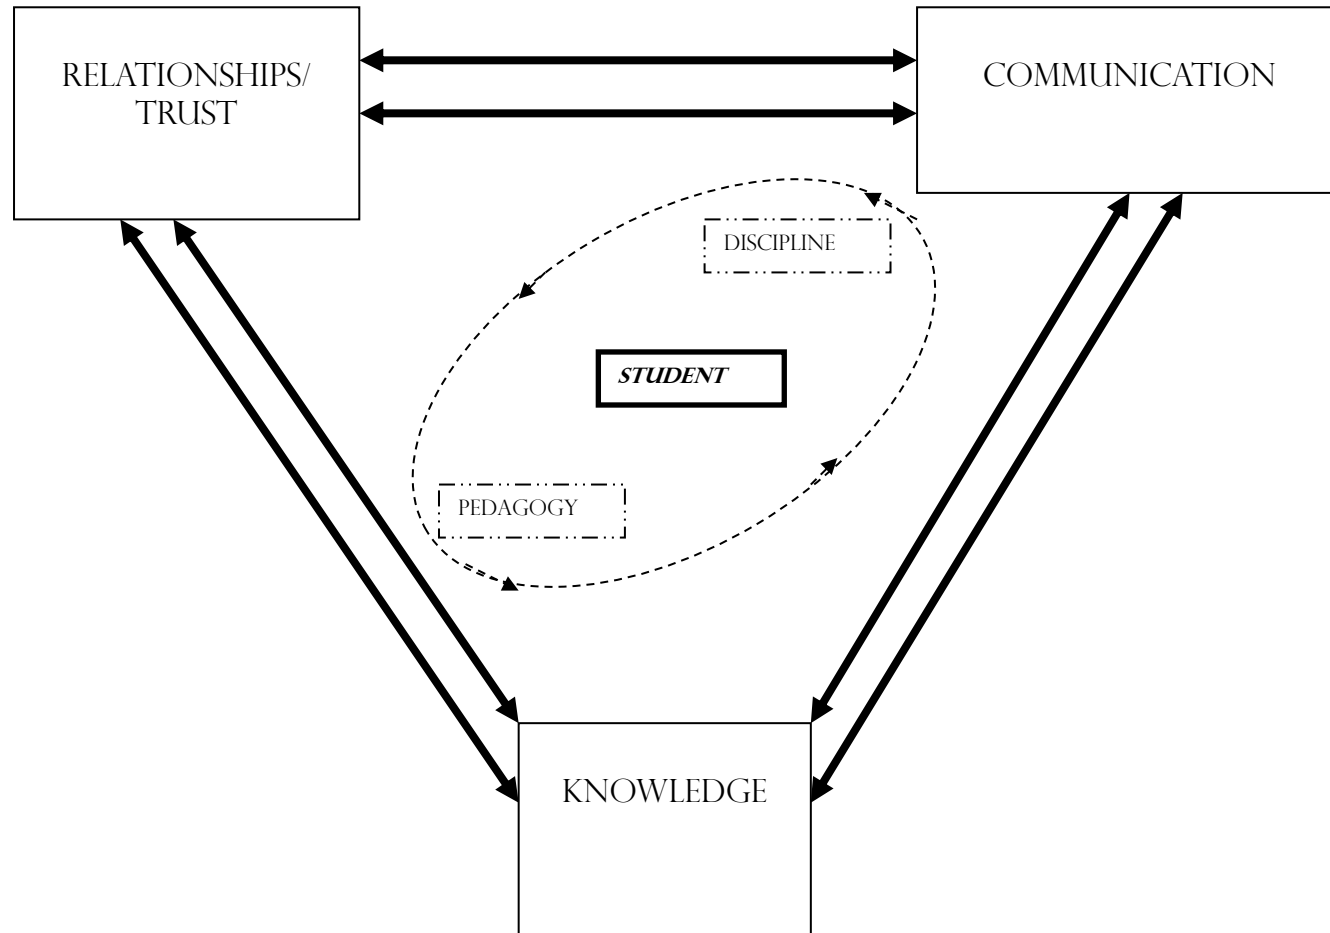 RELATIONSHIPS/
TRUST
COMMUNICATION
DISCIPLINE
STUDENT
PEDAGOGY
KNOWLEDGE